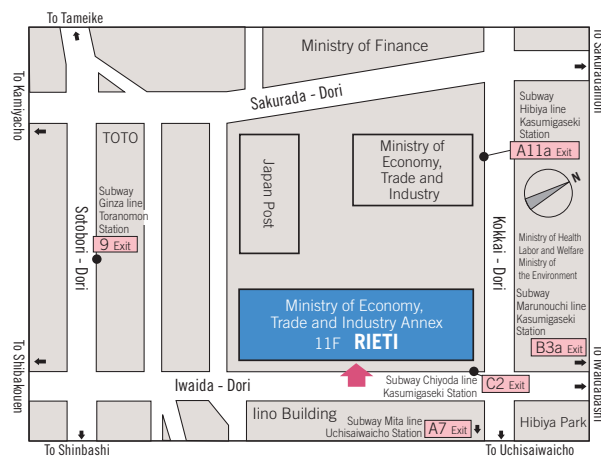 To Tameike
Ministry of Finance
To Sakuradamon
To Kamiyacho
Sakurada - Dori
Subway
Hibiya line
Kasumigaseki
Station
A11a Exit
TOTO
Japan Post
Ministry of
Economy,
Trade and
Industry
N
Subway
Ginza line,
Toranomon
Station
9 Exit
Sotobori - Dori
Kokkai - Dori
Ministry of Health
Labor and Welfare
Ministry of
the Environment
Subway
Marunouchi line
Kasumigaseki
Station
B3a Exit
Ministry of Economy,
Trade and Industry Annex
11F RIETI
To Shibakouen
To Iwaidabashi
Iwaida - Dori
Subway Chiyoda line
Kasumigaseki Station
C2 Exit
Iino Building
Subway Mita line
Uchisaiwaicho Station
A7 Exit
Hibiya Park
To Shinbashi
To Uchisaiwaicho